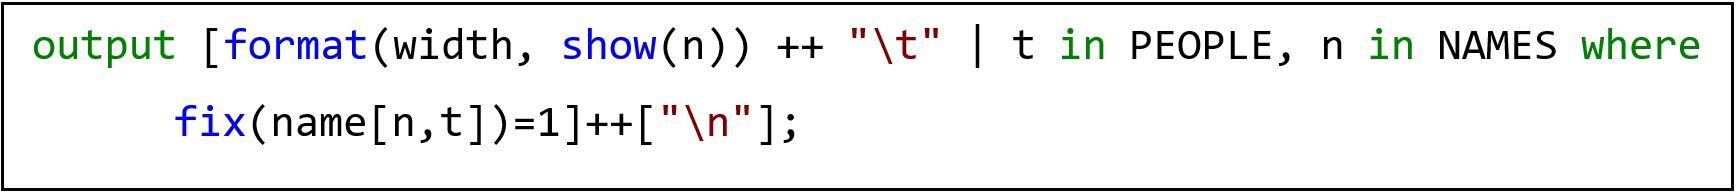 output [format(width, show(n)) ++ "\t" | t in PEOPLE, n in NAMES where
fix(name[n,t])=1]++["\n"];